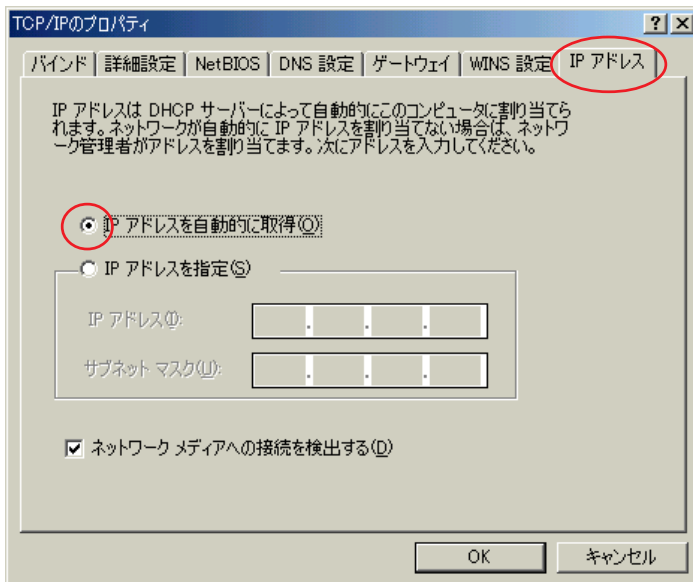 TCP/IPのプロパティ
? ×
バインド 詳細設定 NetBIOS DNS 設定 ゲートウェイ WINS 設定 IP アドレス
IP アドレスは DHCP サーバーによって自動的にこのコンピュータに割り当てら
れます。ネットワークが自動的に IP アドレスを割り当てない場合は、ネットワ
ーク管理者がアドレスを割り当てます。次にアドレスを入力してください。
IP アドレスを自動的に取得(O)
IP アドレスを指定(S)
IP アドレス(I):
サブネット マスク(U):
ネットワーク メディアへの接続を検出する(D)
OK キャンセル